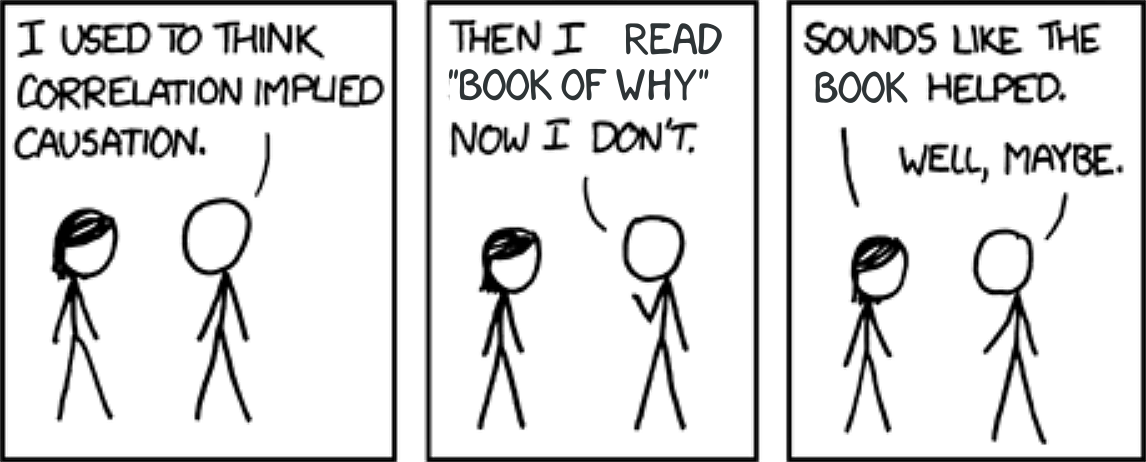 I USED TO THINK
CORRELATION IMPLIED
CAUSATION.
THEN I READ
"BOOK OF WHY"
NOW I DON'T.
SOUNDS LIKE THE
BOOK HELPED.
WELL, MAYBE.